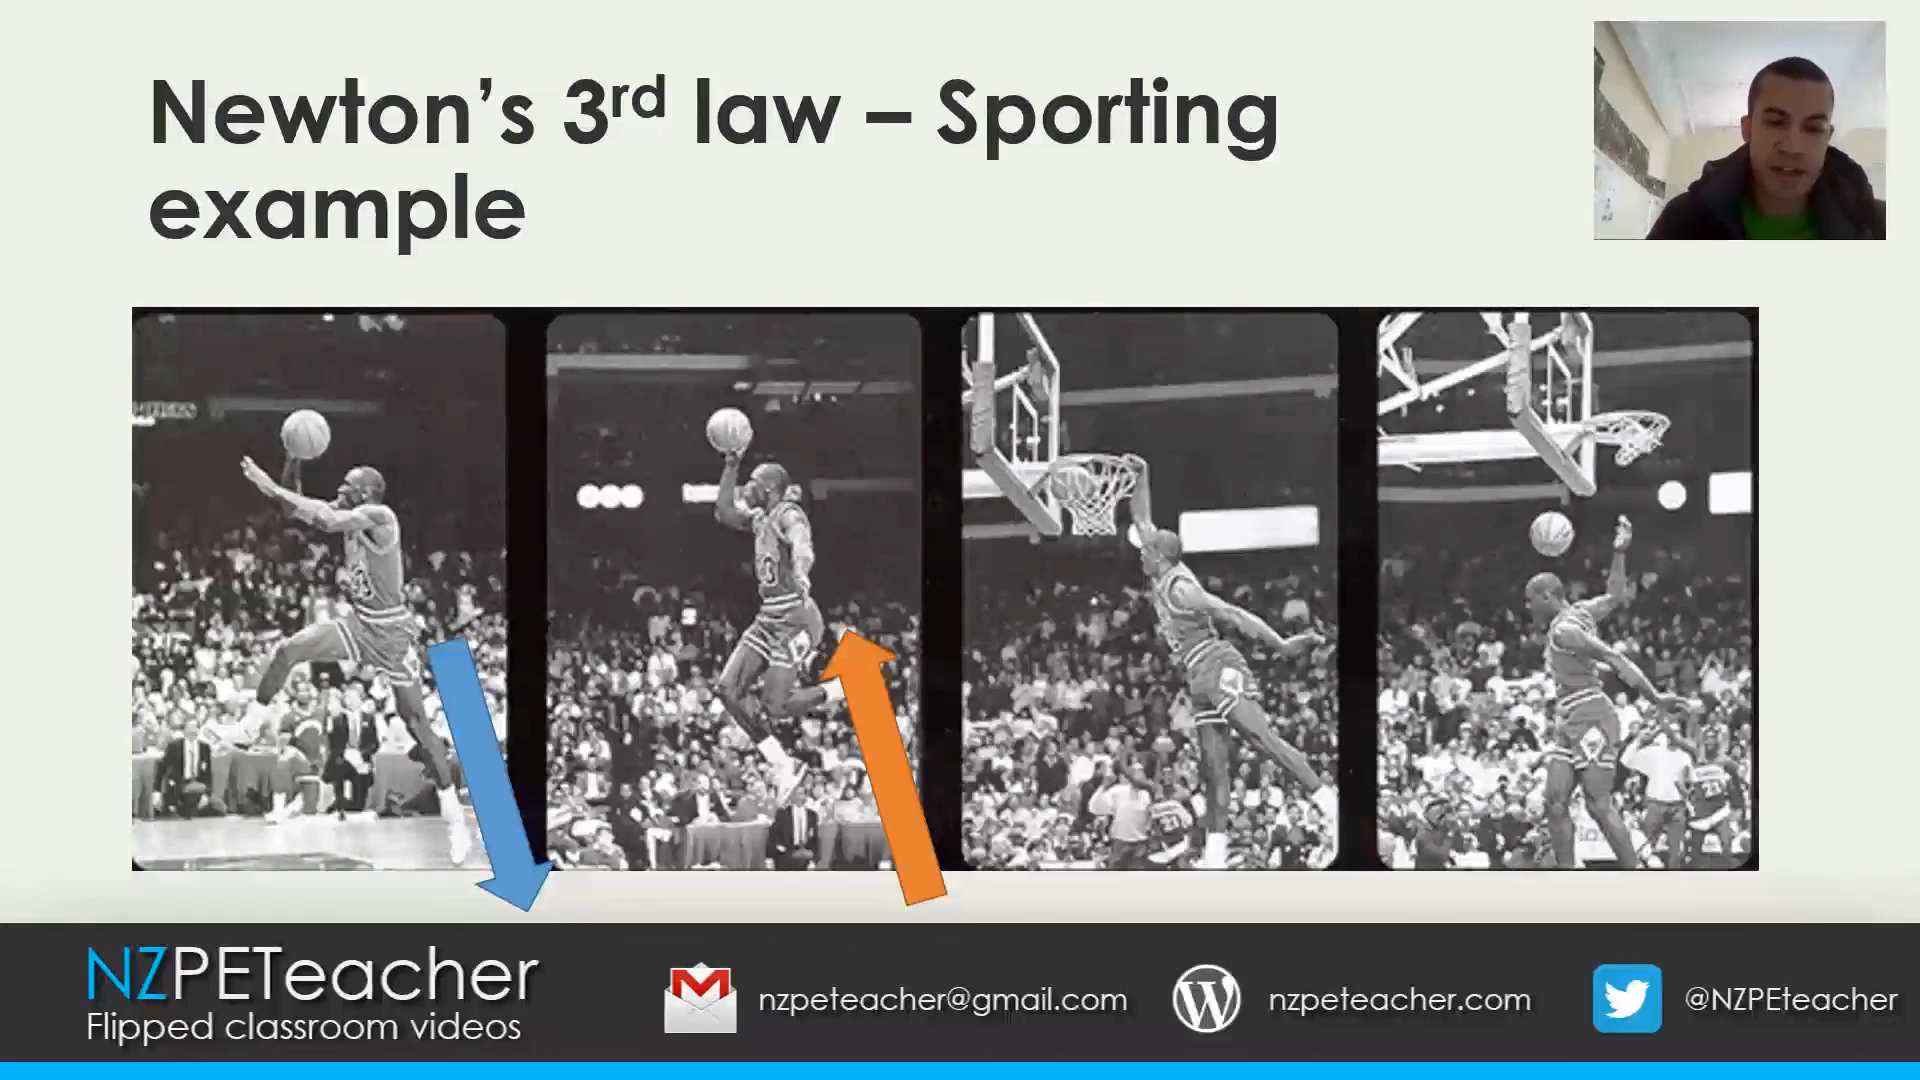 Newton's 3rd law – Sporting
example
NZPETeacher
Flipped classroom videos
nzpeteacher@gmail.com
nzpeteacher.com
@NZPEteacher